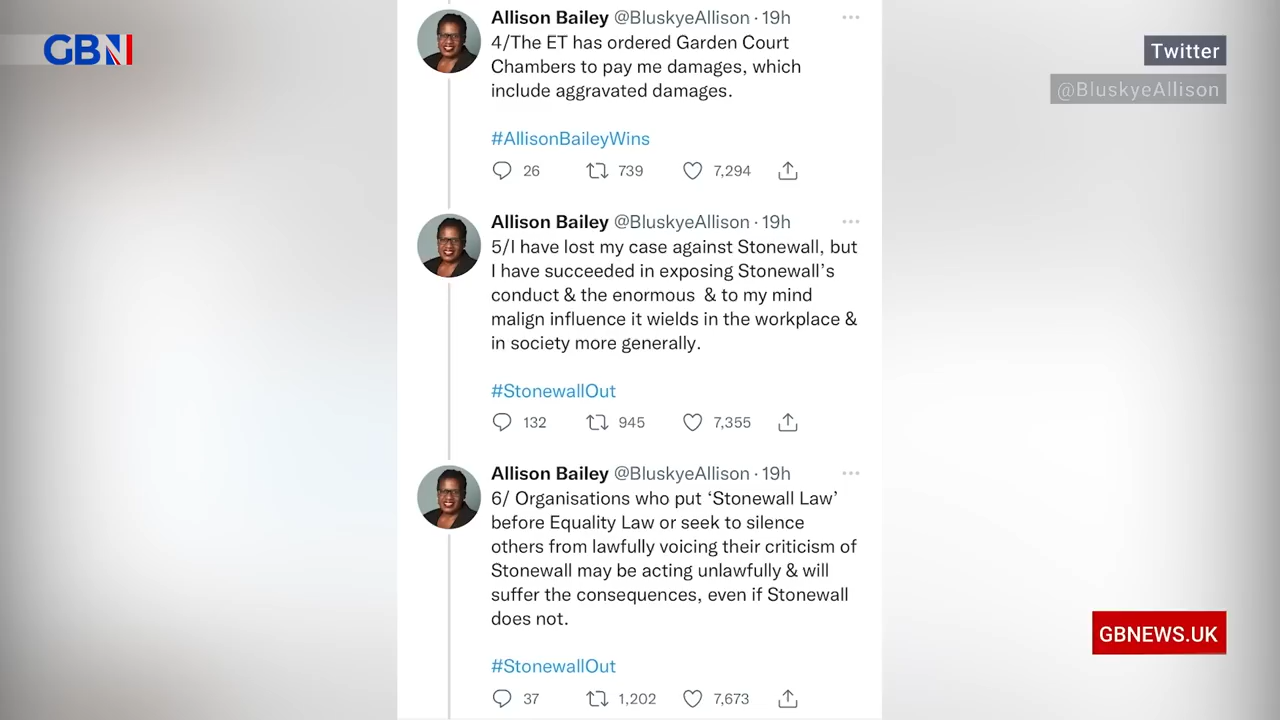 GBN
Twitter
@BluskyeAllison
Allison Bailey @BluskyeAllison · 19h
4/The ET has ordered Garden Court
Chambers to pay me damages, which
include aggravated damages.
#AllisonBaileyWins
26 739 7,294
Allison Bailey @BluskyeAllison · 19h
5/I have lost my case against Stonewall, but
I have succeeded in exposing Stonewall’s
conduct & the enormous & to my mind
malign influence it wields in the workplace &
in society more generally.
#StonewallOut
132 945 7,355
Allison Bailey @BluskyeAllison · 19h
6/ Organisations who put ‘Stonewall Law’
before Equality Law or seek to silence
others from lawfully voicing their criticism of
Stonewall may be acting unlawfully & will
suffer the consequences, even if Stonewall
does not.
#StonewallOut
37 1,202 7,673
GBNEWS.UK